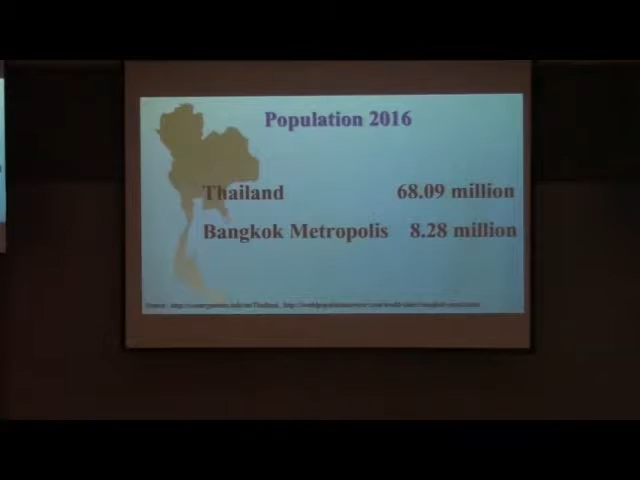 Population 2016
Thailand 68.09 million
Bangkok Metropolis 8.28 million